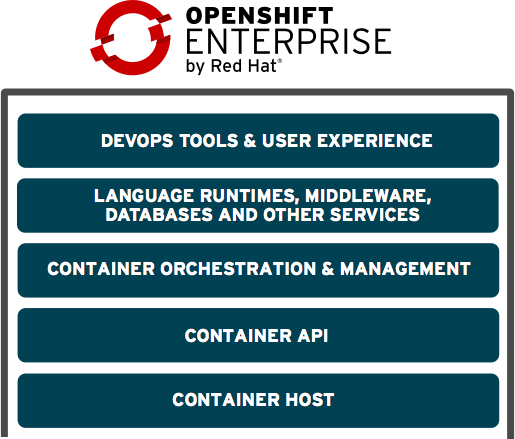 OPENSHIFT
ENTERPRISE
by Red Hat®
DEVOPS TOOLS & USER EXPERIENCE
LANGUAGE RUNTIMES, MIDDLEWARE,
DATABASES AND OTHER SERVICES
CONTAINER ORCHESTRATION & MANAGEMENT
CONTAINER API
CONTAINER HOST